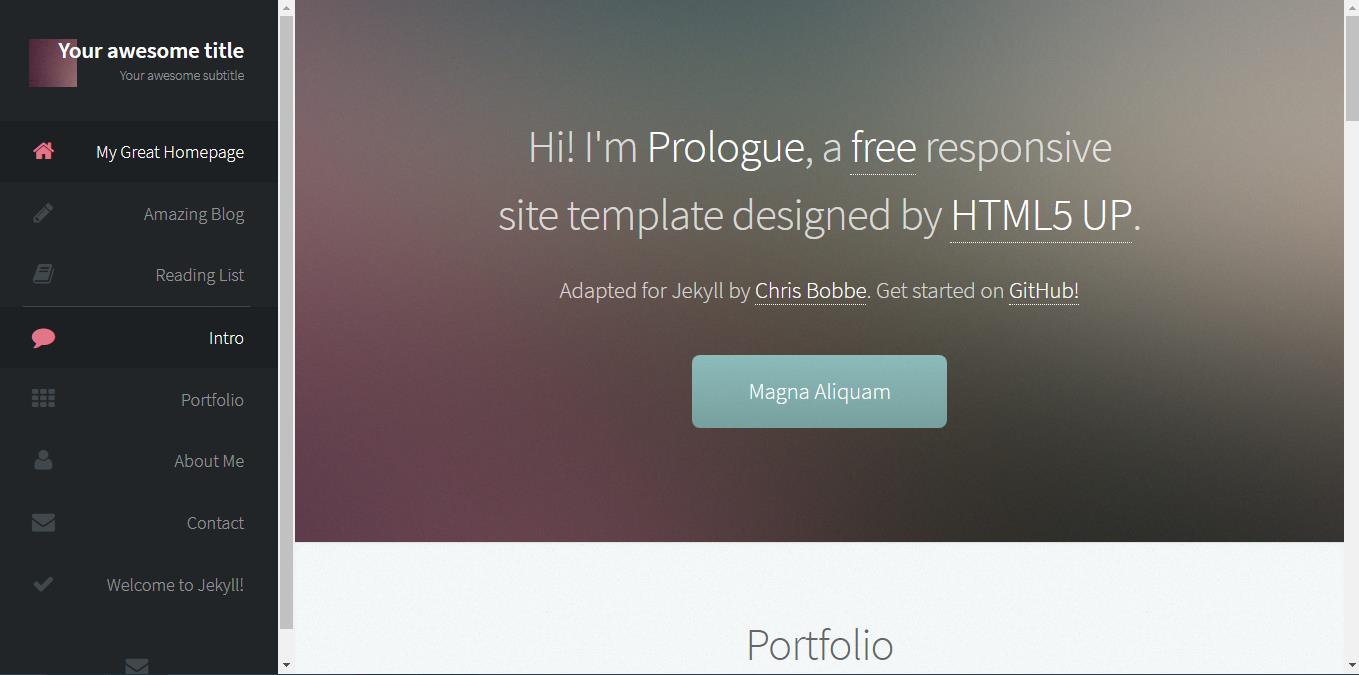 Your awesome title
Your awesome subtitle
My Great Homepage
Amazing Blog
Reading List
Intro
Portfolio
About Me
Contact
Welcome to Jekyll!
Hi! I'm Prologue, a free responsive
site template designed by HTML5 UP.
Adapted for Jekyll by Chris Bobbe. Get started on GitHub!
Magna Aliquam
Portfolio